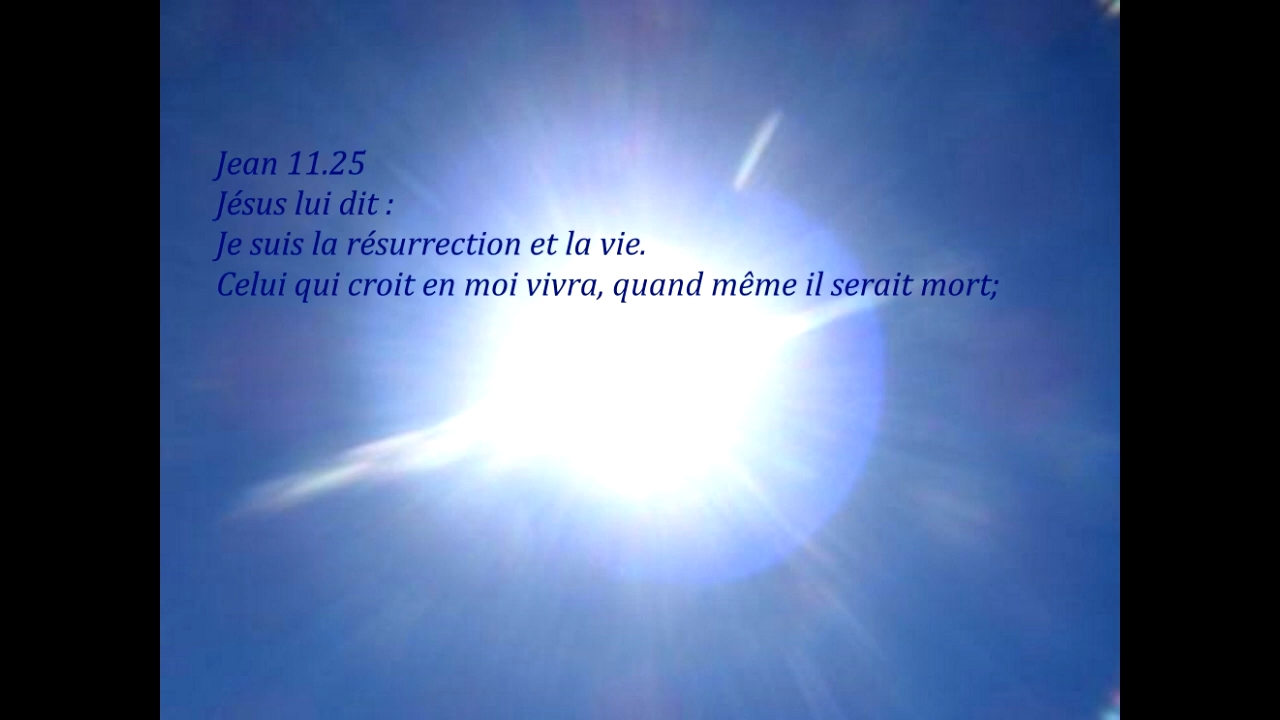 Jean 11.25
Jésus lui dit :
Je suis la résurrection et la vie.
Celui qui croit en moi vivra, quand même il serait mort;